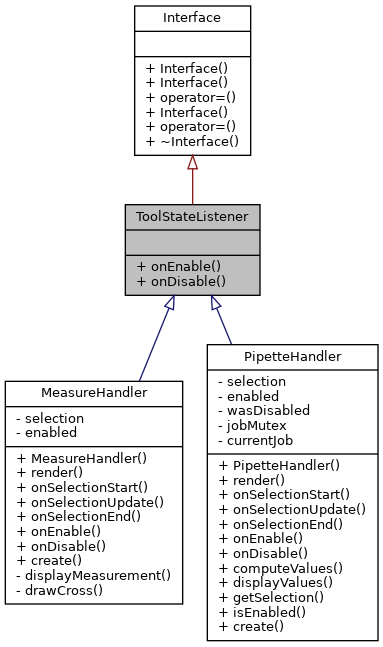 Interface
+ Interface()
+ Interface()
+ operator=()
+ Interface()
+ operator=()
+ ~Interface()
ToolStateListener
+ onEnable()
+ onDisable()
MeasureHandler
- selection
- enabled
+ MeasureHandler()
+ render()
+ onSelectionStart()
+ onSelectionUpdate()
+ onSelectionEnd()
+ onEnable()
+ onDisable()
+ create()
- displayMeasurement()
- drawCross()
PipetteHandler
- selection
- enabled
- wasDisabled
- jobMutex
- currentJob
+ PipetteHandler()
+ render()
+ onSelectionStart()
+ onSelectionUpdate()
+ onSelectionEnd()
+ onEnable()
+ onDisable()
+ computeValues()
+ displayValues()
+ getSelection()
+ isEnabled()
+ create()